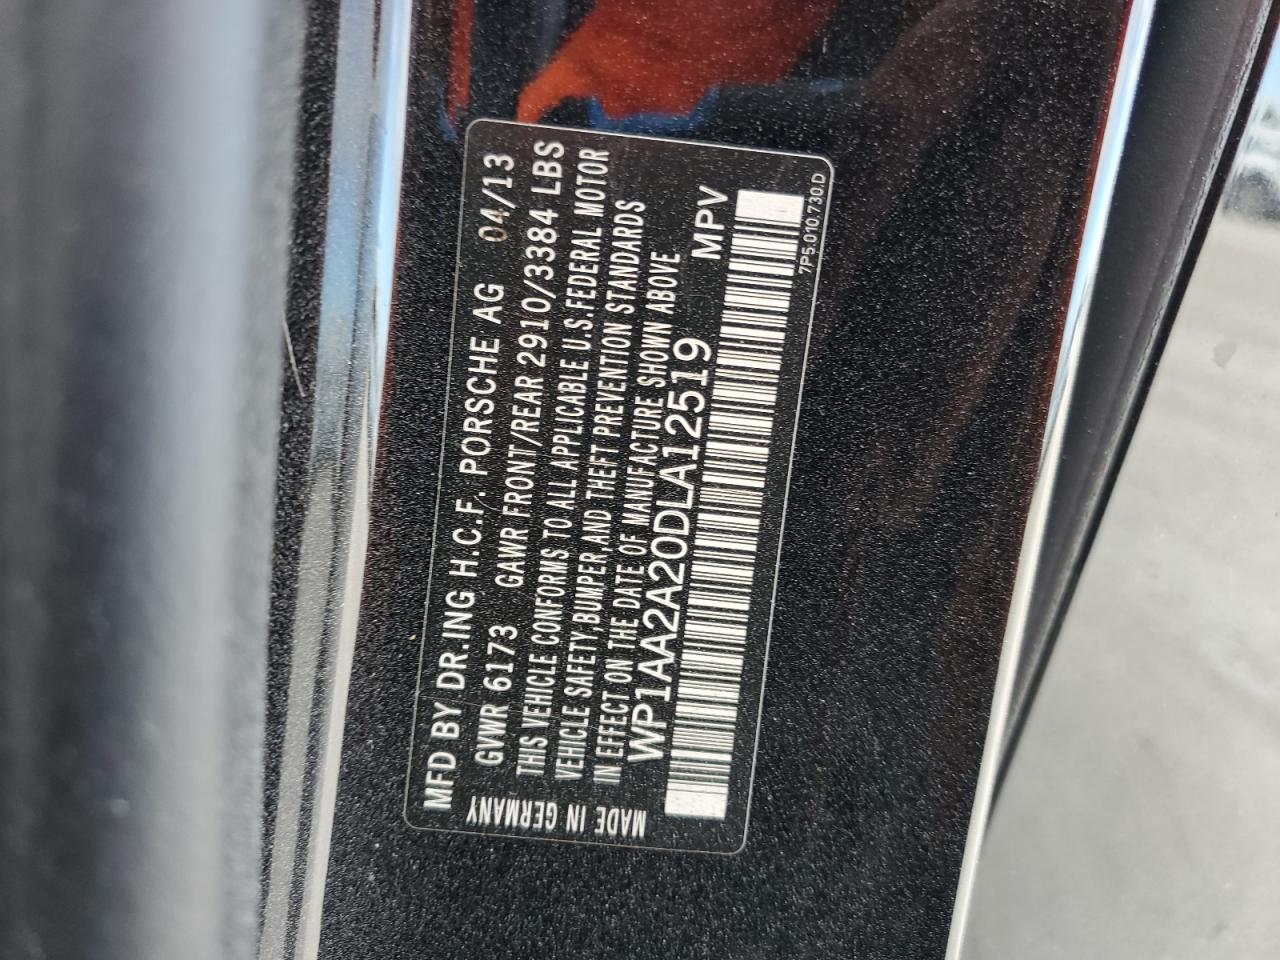 MFD BY DR.ING H.C.F. PORSCHE AG 04/13
GVWR 6173 GAWR FRONT/REAR 2910/3384 LBS
THIS VEHICLE CONFORMS TO ALL APPLICABLE U.S.FEDERAL MOTOR
VEHICLE SAFETY,BUMPER,AND THEFT PREVENTION STANDARDS
IN EFFECT ON THE DATE OF MANUFACTURE SHOWN ABOVE
WP1AA2A20DLA12519 MPV
7P5.010.730.D
MADE IN GERMANY